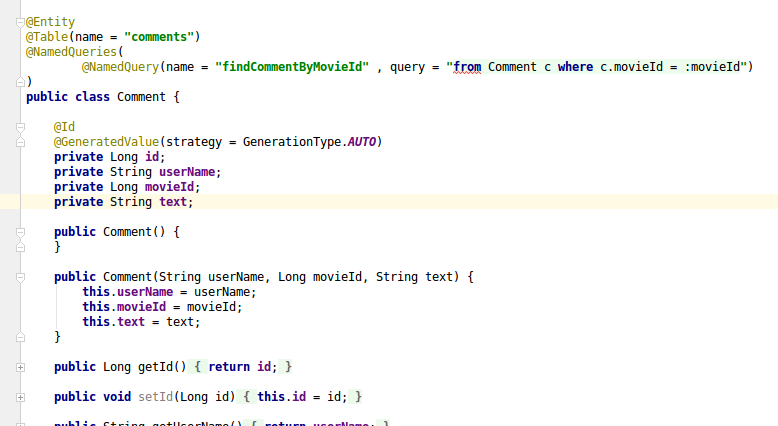 @Entity
@Table(name = "comments")
@NamedQueries(
@NamedQuery(name = "findCommentByMovieId" , query = "from Comment c where c.movieId = :movieId")
)
public class Comment {
@Id
@GeneratedValue(strategy = GenerationType.AUTO)
private Long id;
private String userName;
private Long movieId;
private String text;
public Comment() {
}
public Comment(String userName, Long movieId, String text) {
this.userName = userName;
this.movieId = movieId;
this.text = text;
}
public Long getId() { return id; }
public void setId(Long id) { this.id = id; }
public String getUserName() { return userName; }